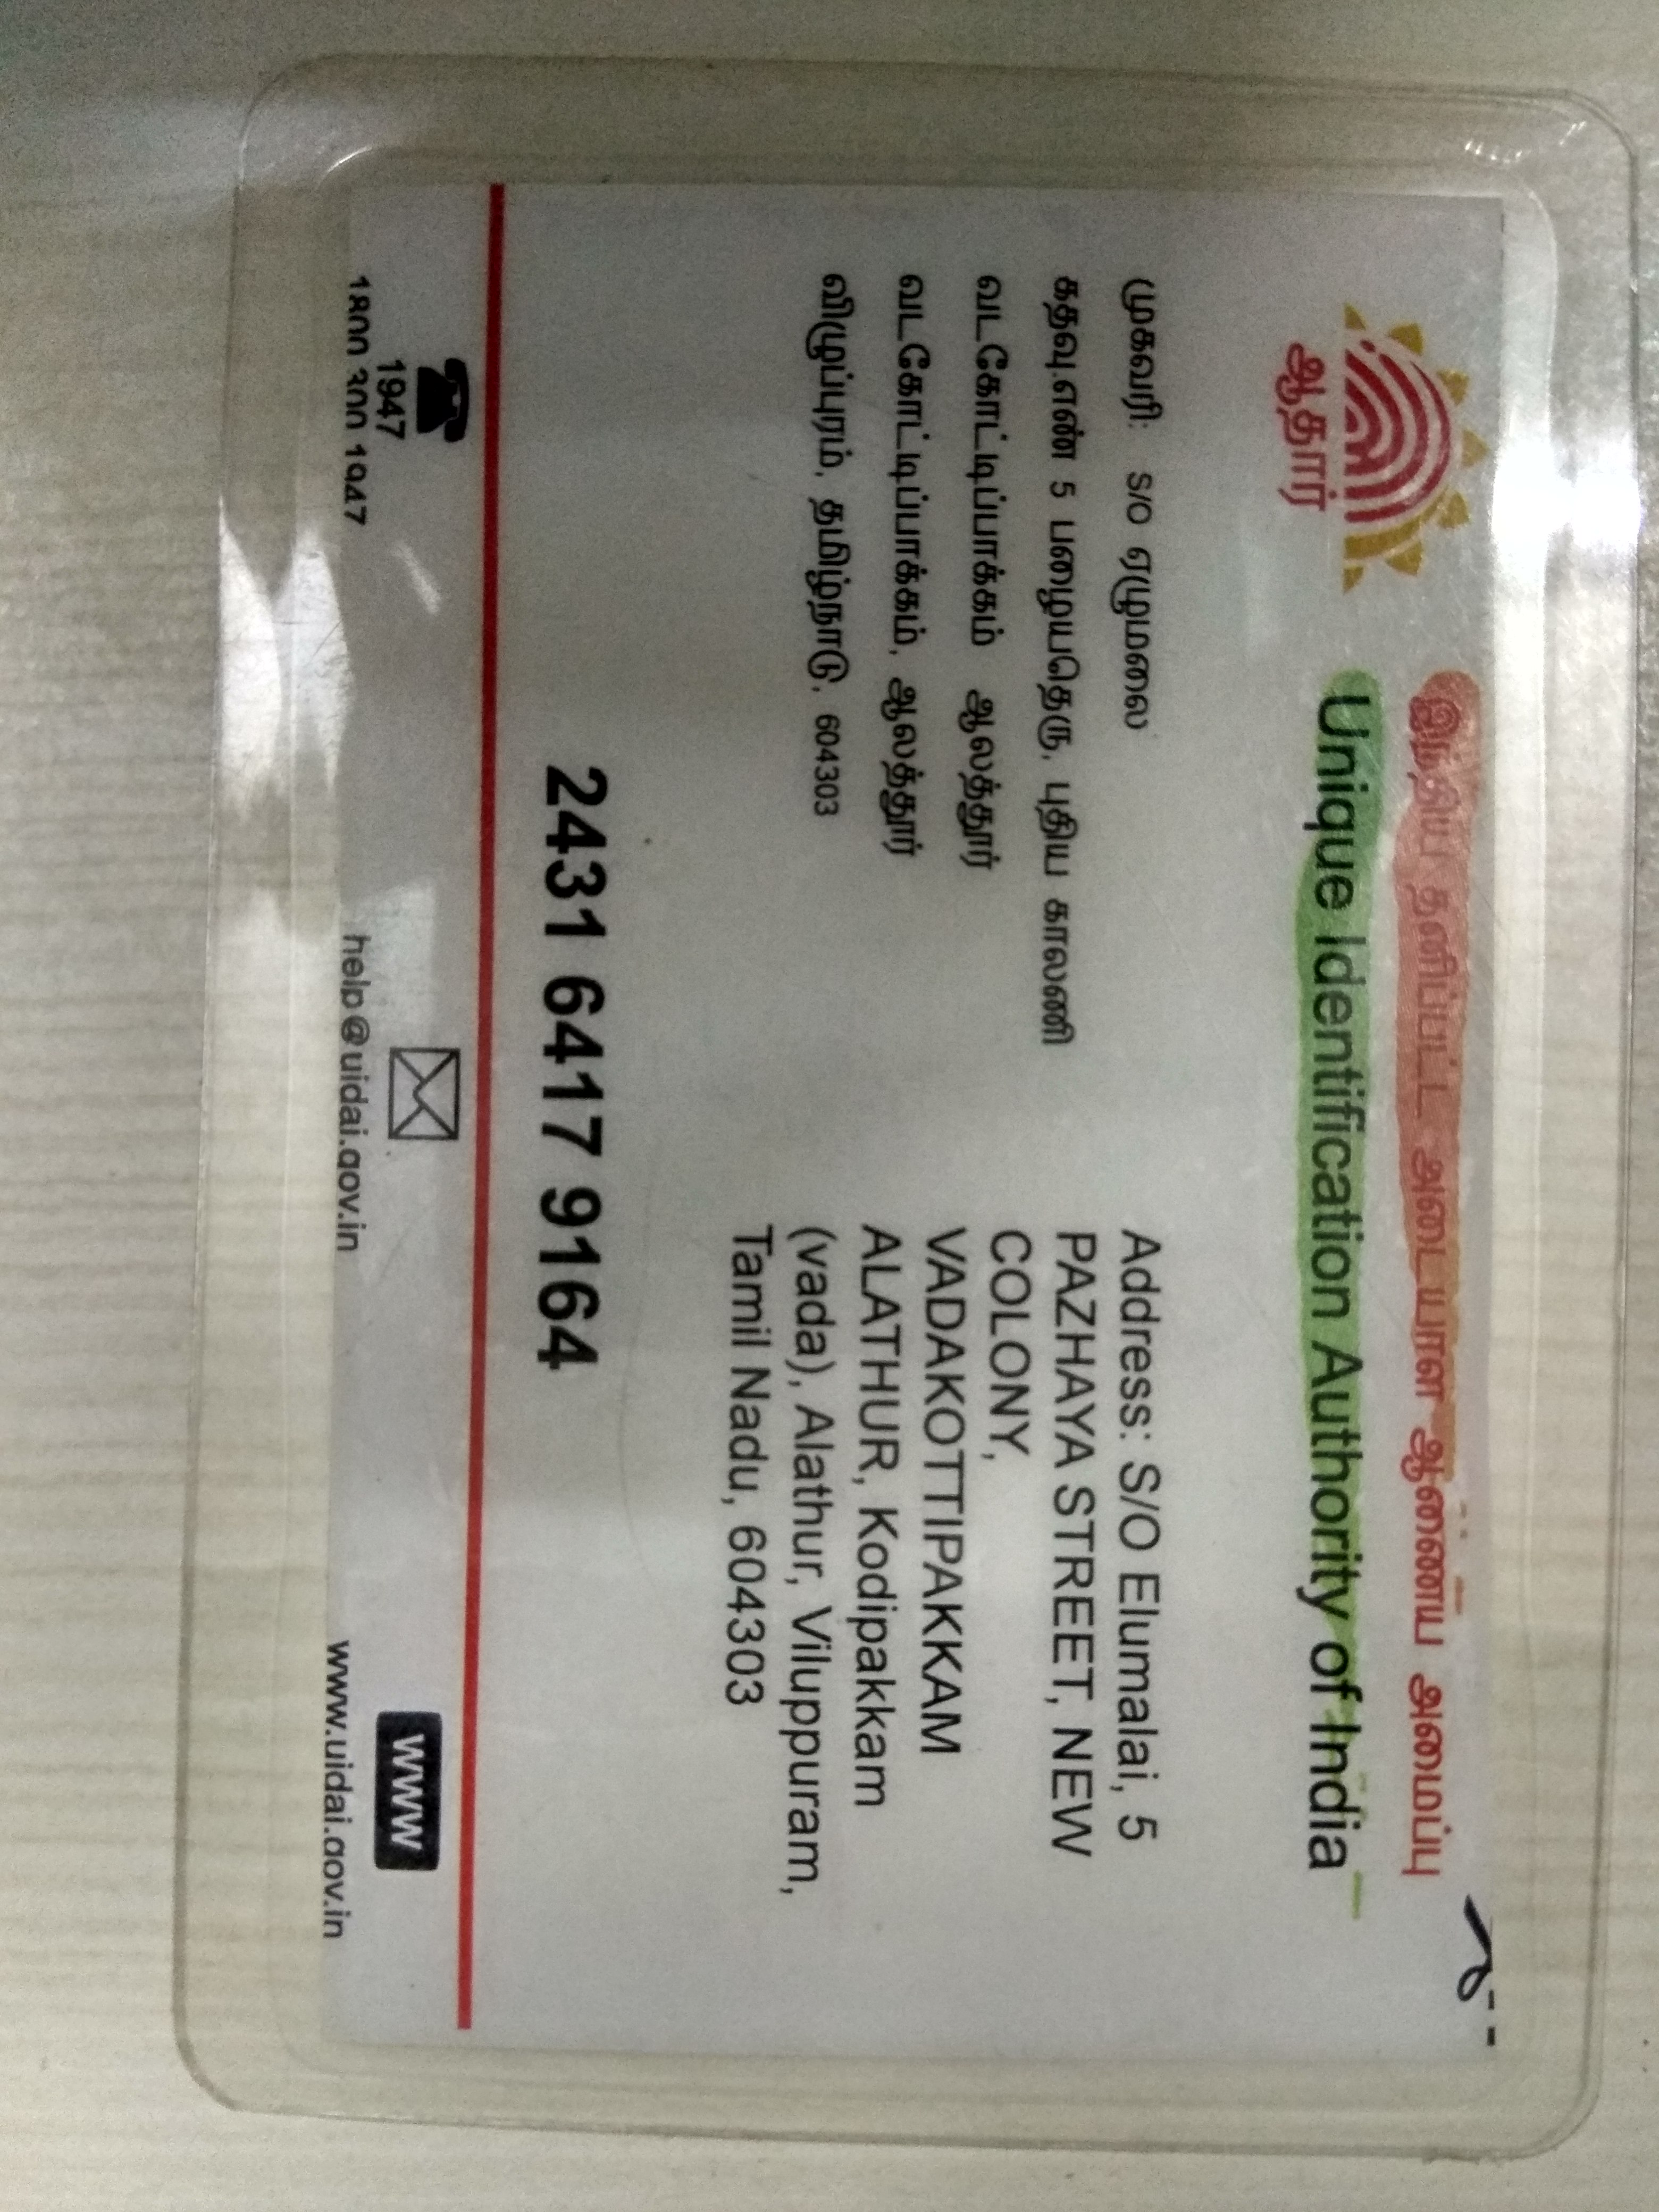 இந்திய தனிப்பட்ட அடையாள ஆணைய அமைப்பு
Unique Identification Authority of India
ஆதார்
முகவரி: S/O ஏழுமலை
கதவு.எண் 5 பழையதெரு, புதிய காலணி
வடகோட்டிப்பாக்கம் ஆலத்தூர்
வடகோட்டிப்பாக்கம், ஆலத்தூர்
விழுப்புரம், தமிழ்நாடு, 604303
Address: S/O Elumalai, 5
PAZHAYA STREET, NEW
COLONY,
VADAKOTTIPAKKAM
ALATHUR, Kodipakkam
(vada), Alathur, Viluppuram,
Tamil Nadu, 604303
2431 6417 9164
1947
1800 300 1947
help@uidai.gov.in
www
www.uidai.gov.in